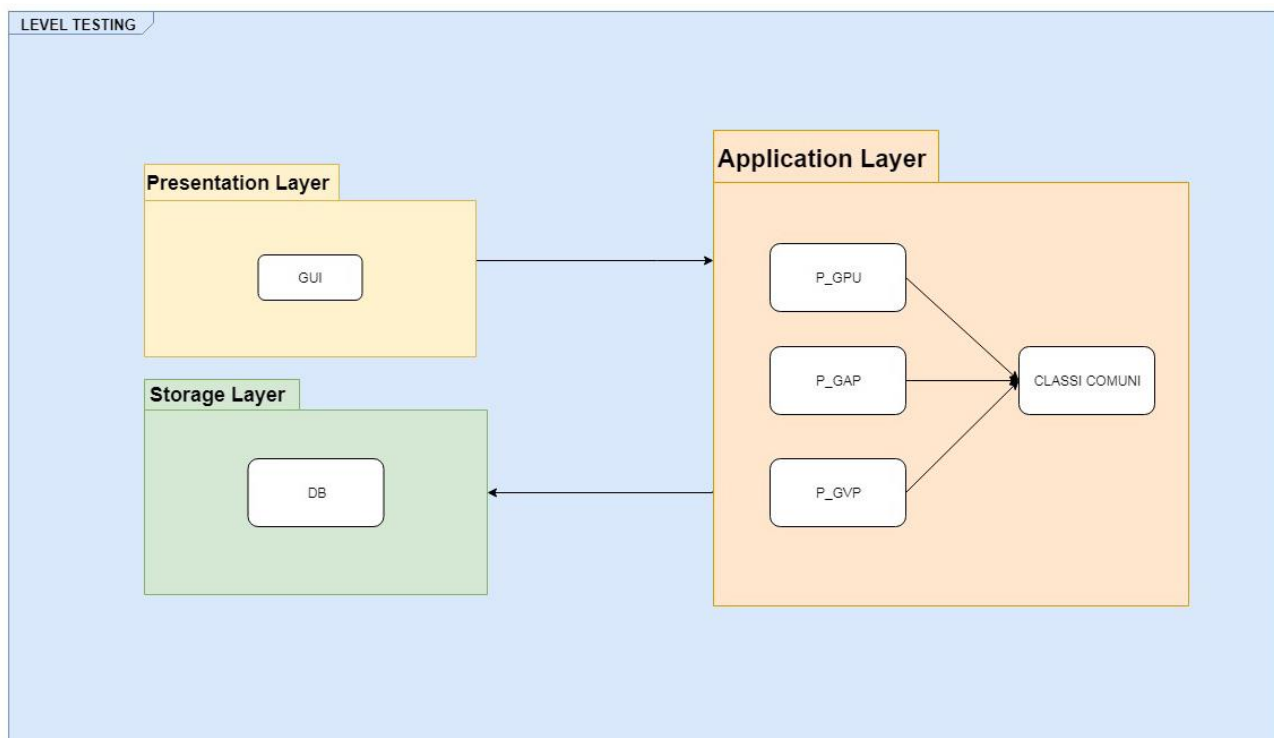 LEVEL TESTING
Presentation Layer
GUI
Storage Layer
DB
Application Layer
P_GPU
P_GAP
P_GVP
CLASSI COMUNI